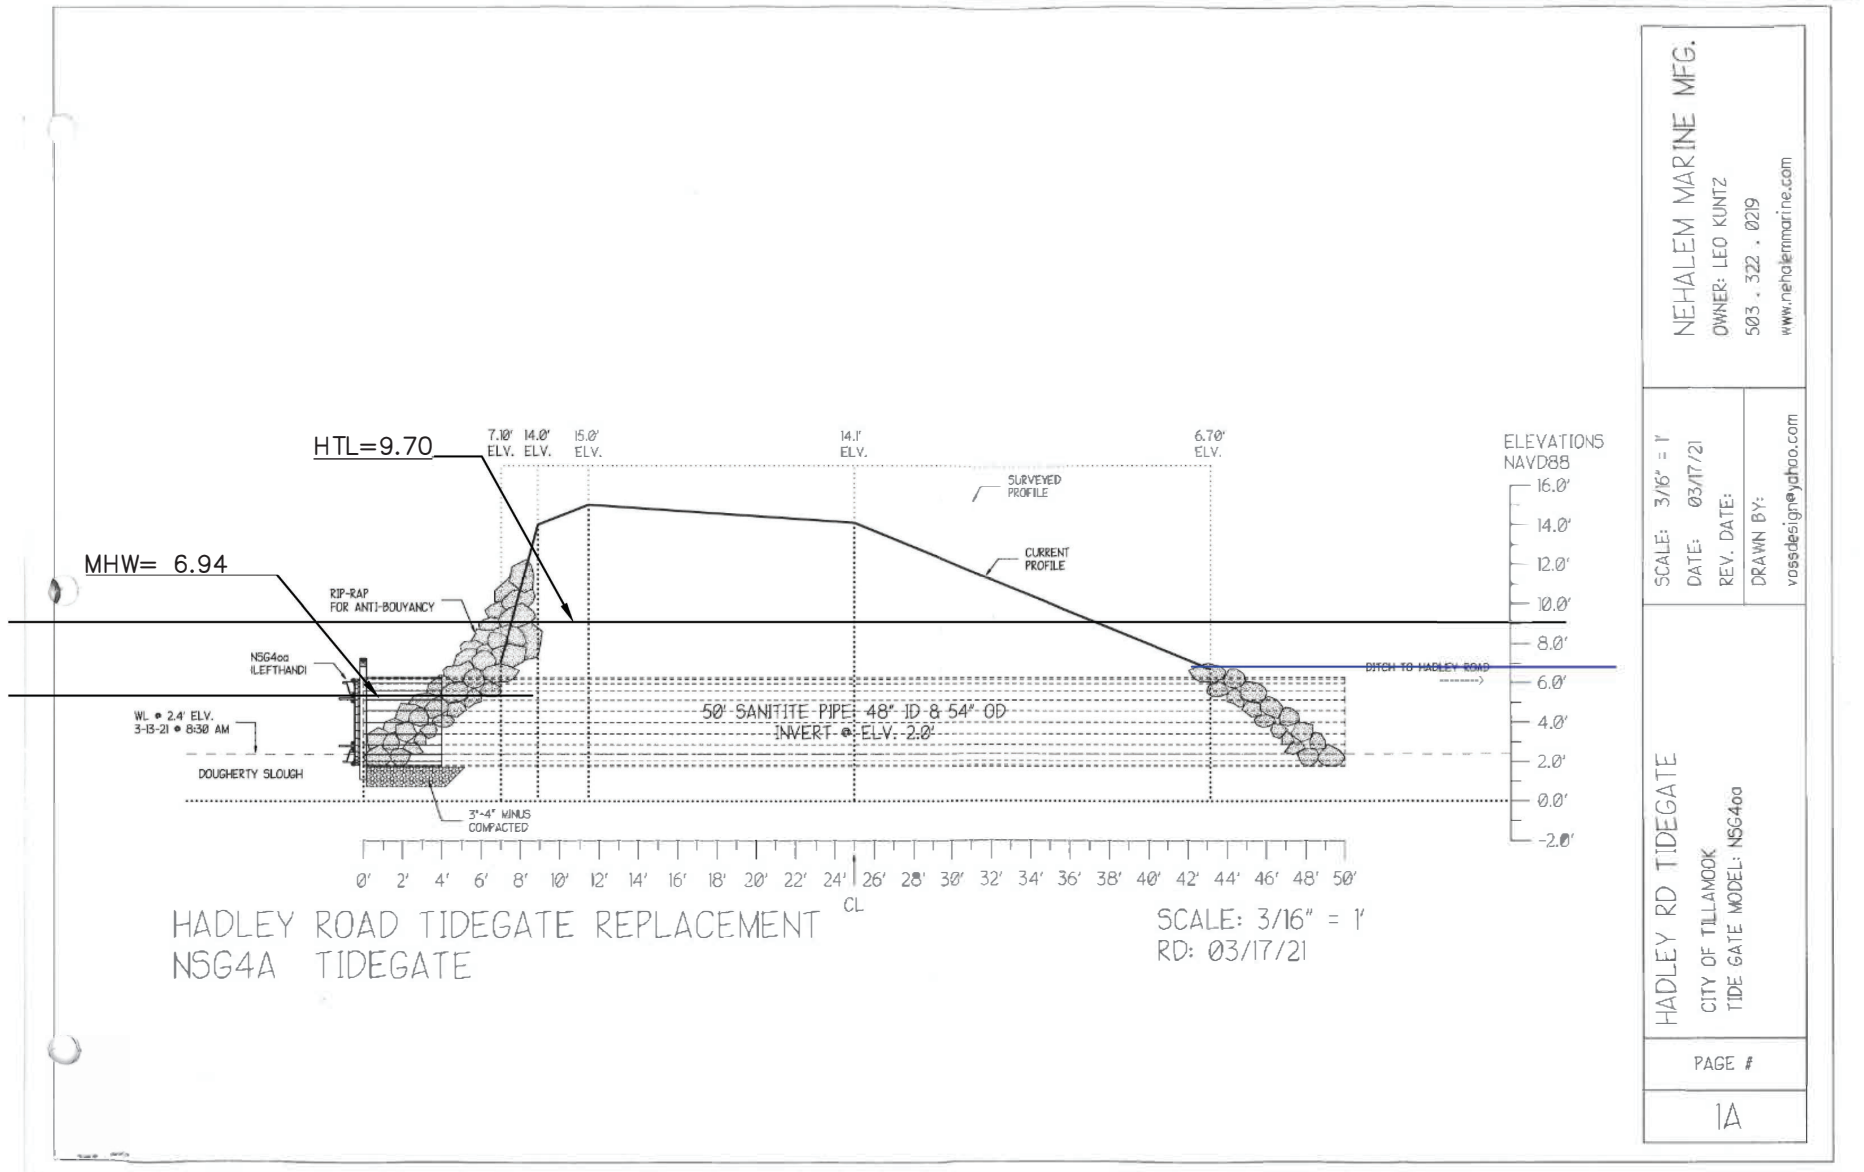 NEHALEM MARINE MFG.
OWNER: LEO KUNTZ
503 . 322 . 0219
www.nehalemmarine.com
SCALE: 3/16" = 1'
DATE: 03/17/21
REV. DATE:
DRAWN BY:
vossdesign@yahoo.com
HADLEY RD TIDEGATE
CITY OF TILLAMOOK
TIDE GATE MODEL: NSG4oa
PAGE #
1A
HTL=9.70
MHW= 6.94
7.10' 14.0' 15.0' 14.1' 6.70'
ELV. ELV. ELV. ELV. ELV.
SURVEYED
PROFILE
CURRENT
PROFILE
ELEVATIONS
NAVD88
16.0'
14.0'
12.0'
10.0'
8.0'
6.0'
4.0'
2.0'
0.0'
-2.0'
RIP-RAP
FOR ANTI-BOUYANCY
NSG4oa
(LEFTHAND)
WL @ 2.4' ELV.
3-13-21 @ 8:30 AM
DOUGHERTY SLOUGH
DITCH TO HADLEY ROAD
50' SANITITE PIPE: 48" ID & 54" OD
INVERT @ ELV. 2.0'
3"-4" MINUS
COMPACTED
0' 2' 4' 6' 8' 10' 12' 14' 16' 18' 20' 22' 24' 26' 28' 30' 32' 34' 36' 38' 40' 42' 44' 46' 48' 50'
CL
HADLEY ROAD TIDEGATE REPLACEMENT
NSG4A TIDEGATE
SCALE: 3/16" = 1'
RD: 03/17/21